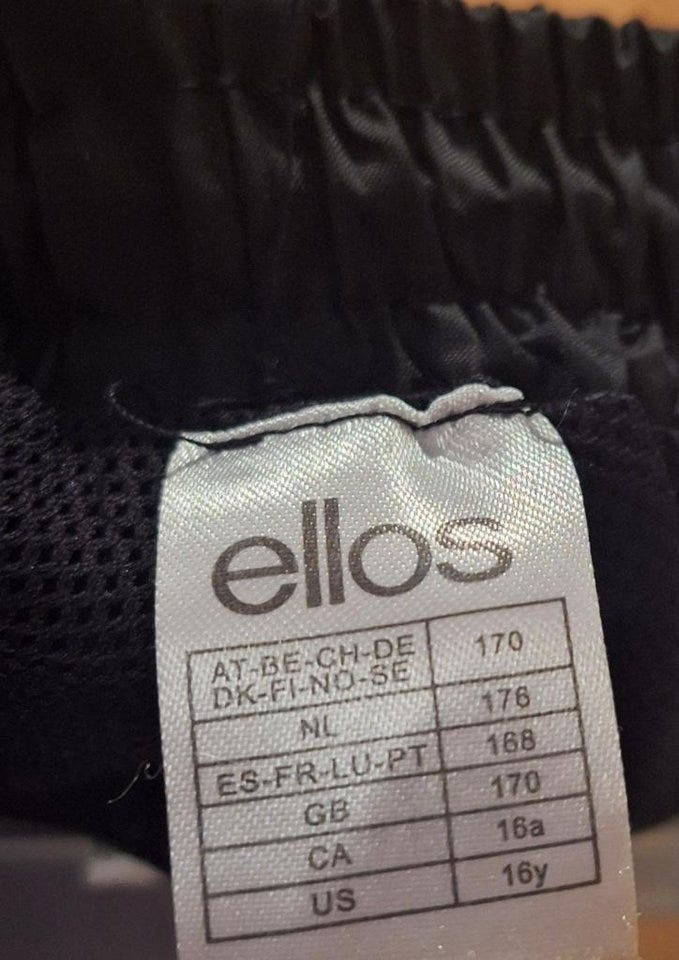 ellos
AT-BE-CH-DE 170
DK-FI-NO-SE
NL 176
ES-FR-LU-PT 168
GB 170
CA 16a
US 16y